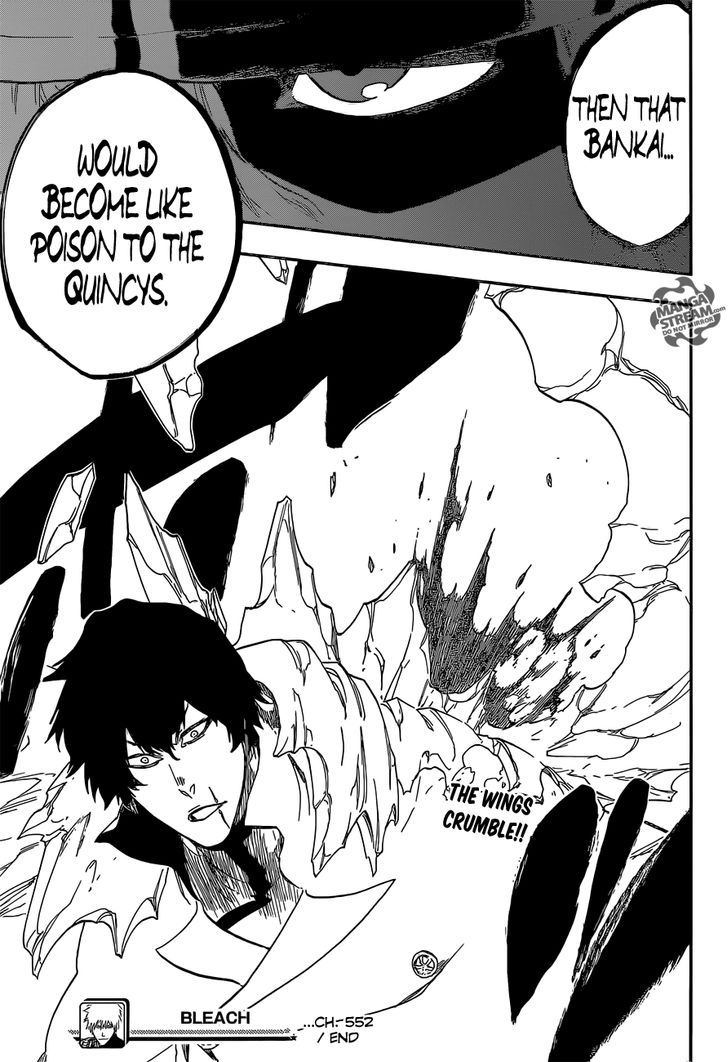 THEN THAT
BANKAI...
WOULD
BECOME LIKE
POISON TO THE
QUINCYS.
MANGA
STREAM.com
DO NOT MIRROR
THE WINGS
CRUMBLE!!
BLEACH
...CH. 552
/ END